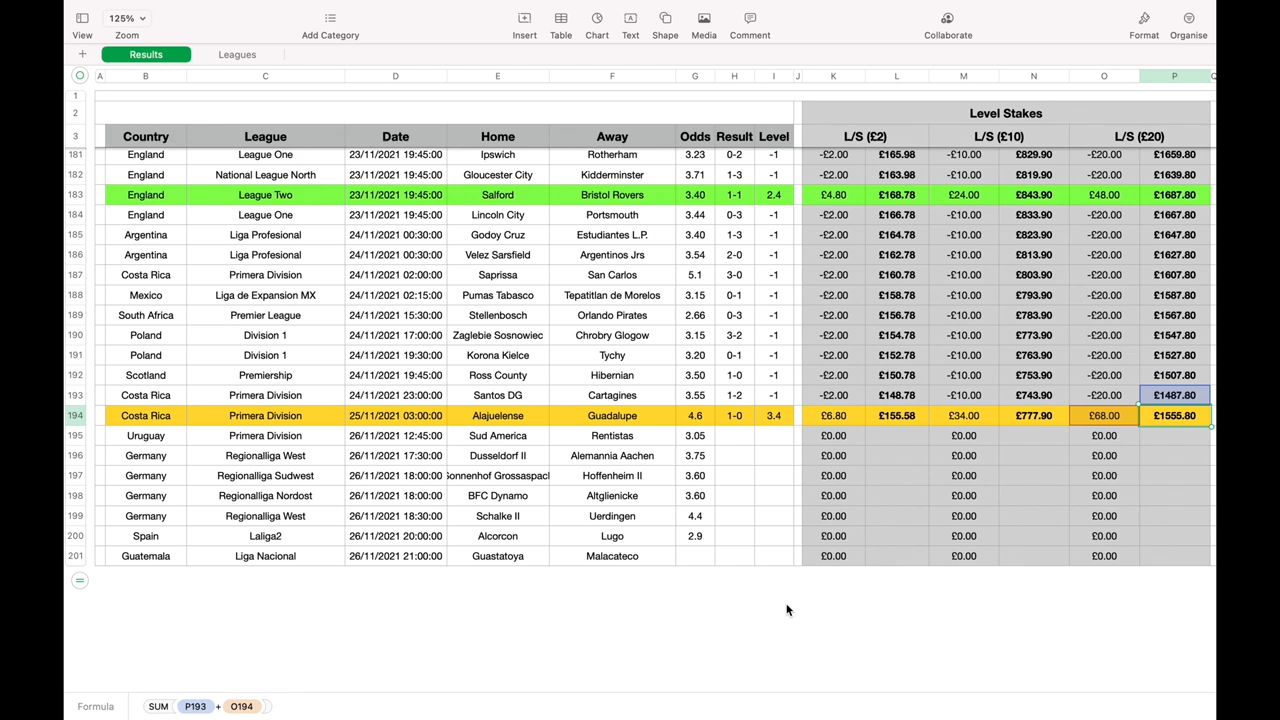 125%
View Zoom Add Category Insert Table Chart Text Shape Media Comment Collaborate Format Organise
+ Results Leagues
A B C D E F G H I J K L M N O P Q
1
2 Level Stakes
3 Country League Date Home Away Odds Result Level L/S (£2) L/S (£10) L/S (£20)
181 England League One 23/11/2021 19:45:00 Ipswich Rotherham 3.23 0-2 -1 -£2.00 £165.98 -£10.00 £829.90 -£20.00 £1659.80
182 England National League North 23/11/2021 19:45:00 Gloucester City Kidderminster 3.71 1-3 -1 -£2.00 £163.98 -£10.00 £819.90 -£20.00 £1639.80
183 England League Two 23/11/2021 19:45:00 Salford Bristol Rovers 3.40 1-1 2.4 £4.80 £168.78 £24.00 £843.90 £48.00 £1687.80
184 England League One 23/11/2021 19:45:00 Lincoln City Portsmouth 3.44 0-3 -1 -£2.00 £166.78 -£10.00 £833.90 -£20.00 £1667.80
185 Argentina Liga Profesional 24/11/2021 00:30:00 Godoy Cruz Estudiantes L.P. 3.40 1-3 -1 -£2.00 £164.78 -£10.00 £823.90 -£20.00 £1647.80
186 Argentina Liga Profesional 24/11/2021 00:30:00 Velez Sarsfield Argentinos Jrs 3.54 2-0 -1 -£2.00 £162.78 -£10.00 £813.90 -£20.00 £1627.80
187 Costa Rica Primera Division 24/11/2021 02:00:00 Saprissa San Carlos 5.1 3-0 -1 -£2.00 £160.78 -£10.00 £803.90 -£20.00 £1607.80
188 Mexico Liga de Expansion MX 24/11/2021 02:15:00 Pumas Tabasco Tepatitlan de Morelos 3.15 0-1 -1 -£2.00 £158.78 -£10.00 £793.90 -£20.00 £1587.80
189 South Africa Premier League 24/11/2021 15:30:00 Stellenbosch Orlando Pirates 2.66 0-3 -1 -£2.00 £156.78 -£10.00 £783.90 -£20.00 £1567.80
190 Poland Division 1 24/11/2021 17:00:00 Zaglebie Sosnowiec Chrobry Glogow 3.15 3-2 -1 -£2.00 £154.78 -£10.00 £773.90 -£20.00 £1547.80
191 Poland Division 1 24/11/2021 19:30:00 Korona Kielce Tychy 3.20 0-1 -1 -£2.00 £152.78 -£10.00 £763.90 -£20.00 £1527.80
192 Scotland Premiership 24/11/2021 19:45:00 Ross County Hibernian 3.50 1-0 -1 -£2.00 £150.78 -£10.00 £753.90 -£20.00 £1507.80
193 Costa Rica Primera Division 24/11/2021 23:00:00 Santos DG Cartagines 3.55 1-2 -1 -£2.00 £148.78 -£10.00 £743.90 -£20.00 £1487.80
194 Costa Rica Primera Division 25/11/2021 03:00:00 Alajuelense Guadalupe 4.6 1-0 3.4 £6.80 £155.58 £34.00 £777.90 £68.00 £1555.80
195 Uruguay Primera Division 26/11/2021 12:45:00 Sud America Rentistas 3.05 £0.00 £0.00 £0.00
196 Germany Regionalliga West 26/11/2021 17:30:00 Dusseldorf II Alemannia Aachen 3.75 £0.00 £0.00 £0.00
197 Germany Regionalliga Sudwest 26/11/2021 18:00:00 Sonnenhof Grossaspach Hoffenheim II 3.60 £0.00 £0.00 £0.00
198 Germany Regionalliga Nordost 26/11/2021 18:00:00 BFC Dynamo Altglienicke 3.60 £0.00 £0.00 £0.00
199 Germany Regionalliga West 26/11/2021 18:30:00 Schalke II Uerdingen 4.4 £0.00 £0.00 £0.00
200 Spain Laliga2 26/11/2021 20:00:00 Alcorcon Lugo 2.9 £0.00 £0.00 £0.00
201 Guatemala Liga Nacional 26/11/2021 21:00:00 Guastatoya Malacateco £0.00 £0.00 £0.00
Formula SUM P193 + O194